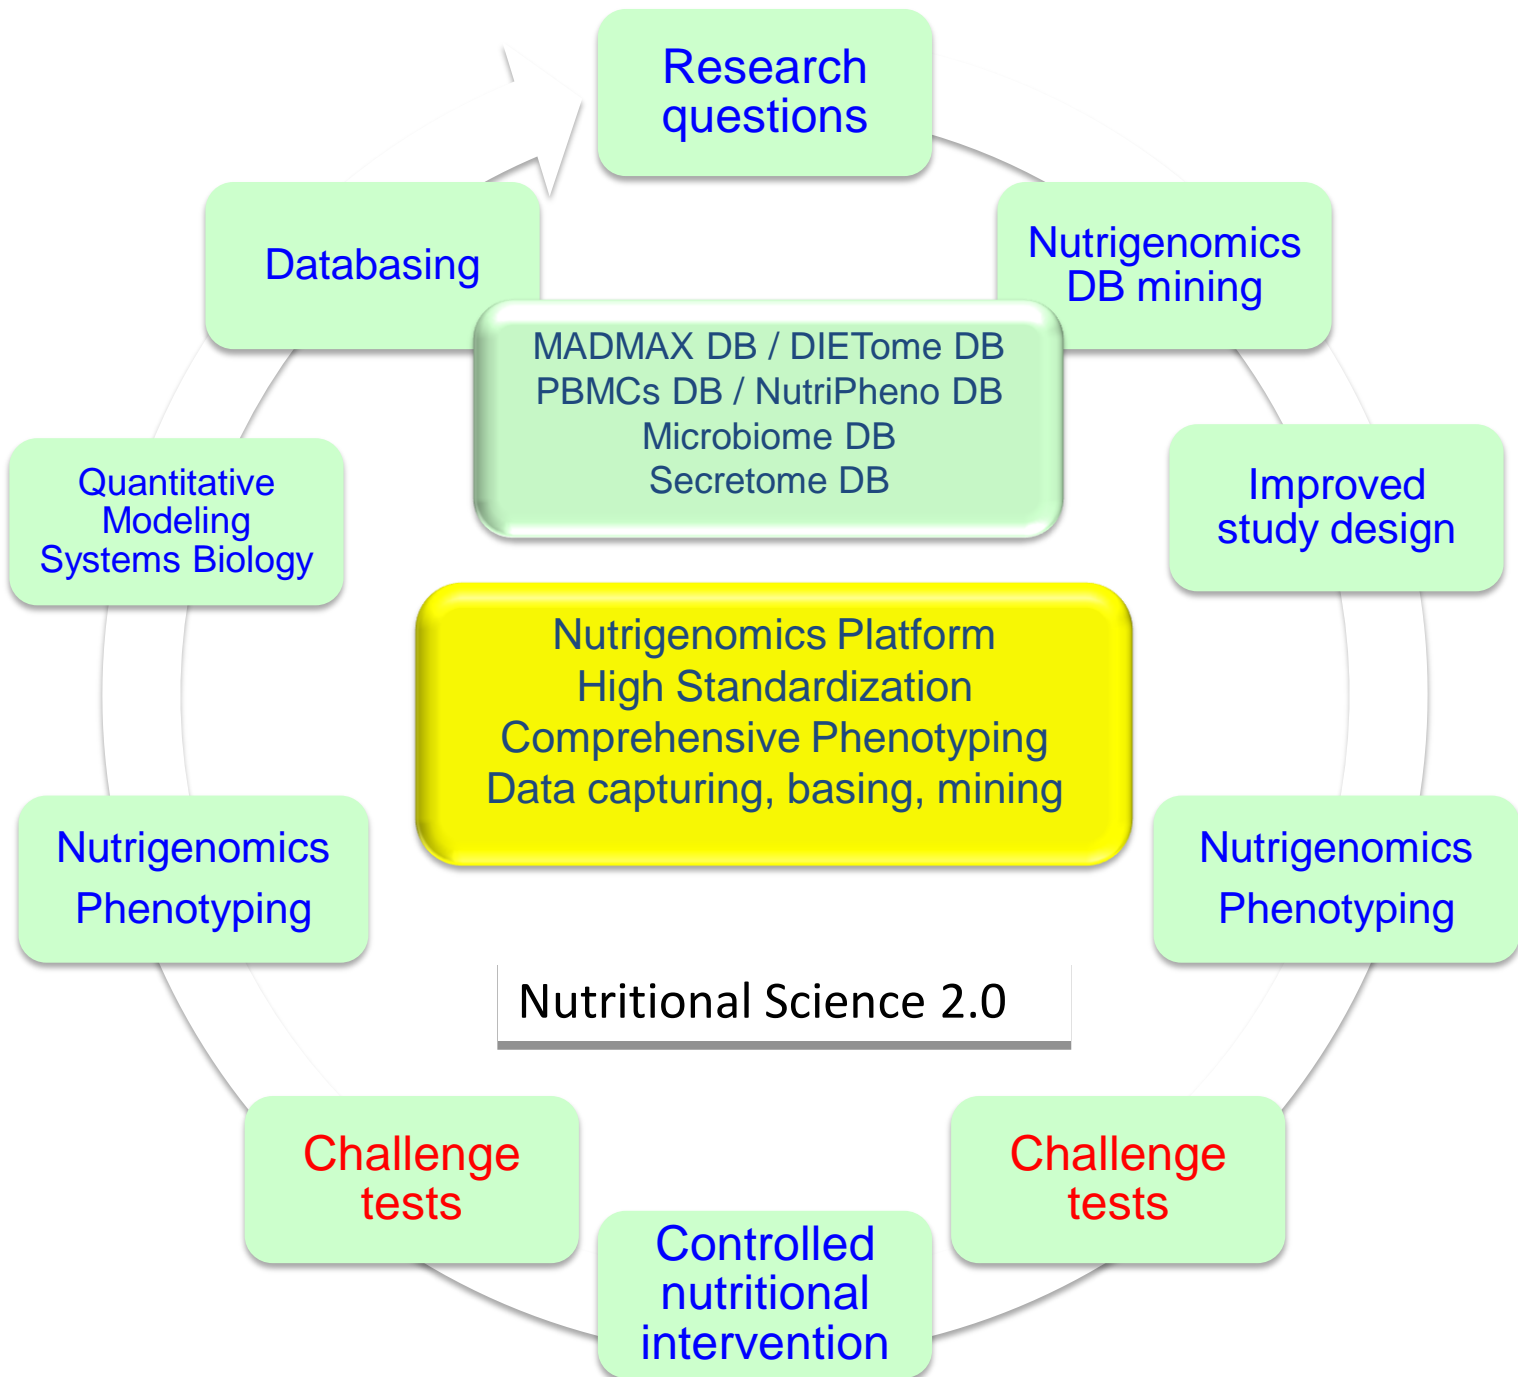 Research
questions
Nutrigenomics
DB mining
Improved
study design
Nutrigenomics
Phenotyping
Challenge
tests
Controlled
nutritional
intervention
Challenge
tests
Nutrigenomics
Phenotyping
Quantitative
Modeling
Systems Biology
Databasing
MADMAX DB / DIETome DB
PBMCs DB / NutriPheno DB
Microbiome DB
Secretome DB
Nutrigenomics Platform
High Standardization
Comprehensive Phenotyping
Data capturing, basing, mining
Nutritional Science 2.0